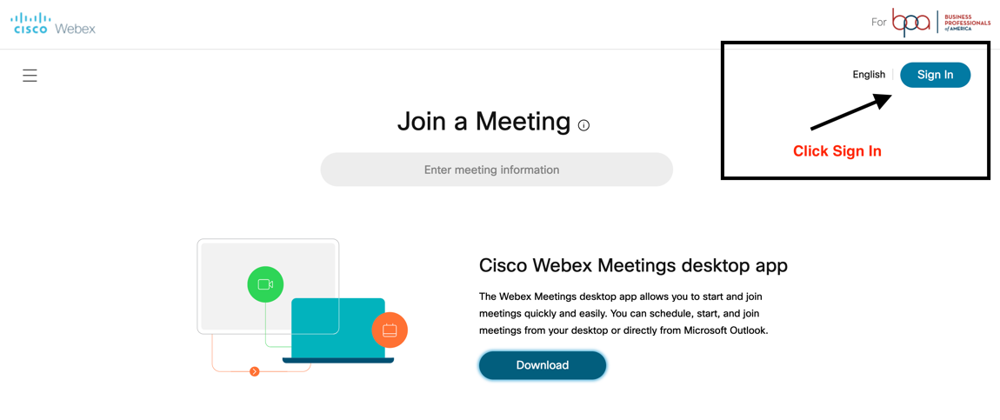 CISCO Webex
For bpa BUSINESS
PROFESSIONALS
of AMERICA
English
Sign In
Join a Meeting
Click Sign In
Enter meeting information
Cisco Webex Meetings desktop app
The Webex Meetings desktop app allows you to start and join
meetings quickly and easily. You can schedule, start, and join
meetings from your desktop or directly from Microsoft Outlook.
Download